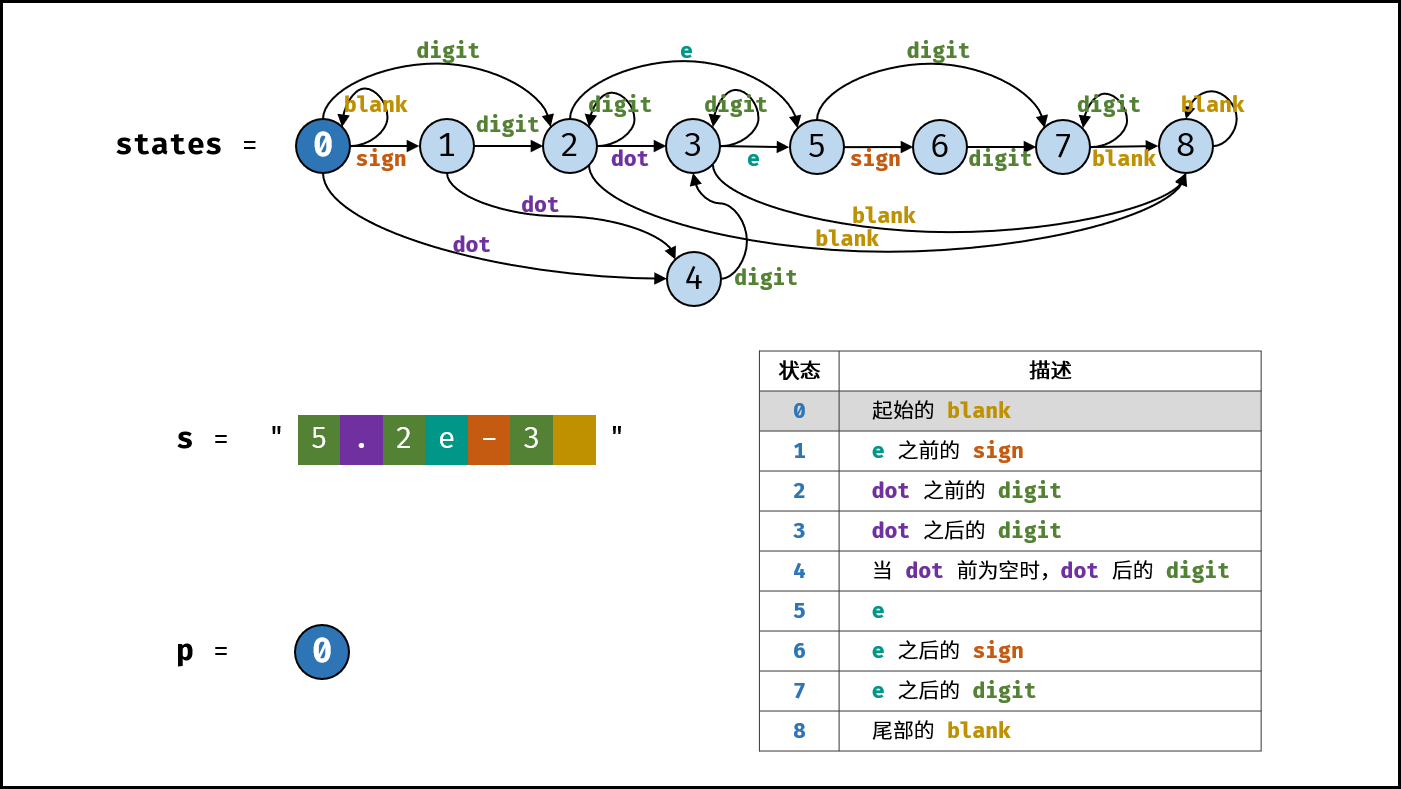 digit e digit
blank digit digit digit blank
states = 0 sign 1 digit 2 dot 3 e 5 sign 6 digit 7 blank 8
dot blank
dot blank
4 digit
s = " 5 . 2 e - 3 "
p = 0
状态 描述
0 起始的 blank
1 e 之前的 sign
2 dot 之前的 digit
3 dot 之后的 digit
4 当 dot 前为空时，dot 后的 digit
5 e
6 e 之后的 sign
7 e 之后的 digit
8 尾部的 blank